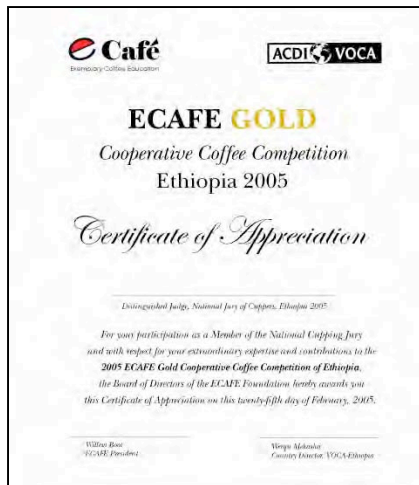 e Café
Exemplary Coffee Education
ACDI VOCA
ECAFE GOLD
Cooperative Coffee Competition
Ethiopia 2005
Certificate of Appreciation
Distinguished Judge, National Jury of Cuppers, Ethiopia 2005
For your participation as a Member of the National Cupping Jury
and with respect for your extraordinary expertise and contributions to the
2005 ECAFE Gold Cooperative Coffee Competition of Ethiopia,
the Board of Directors of the ECAFE Foundation hereby awards you
this Certificate of Appreciation on this twenty-fifth day of February, 2005.
Willem Boot
ECAFE President
Country Director, VOCA-Ethiopia